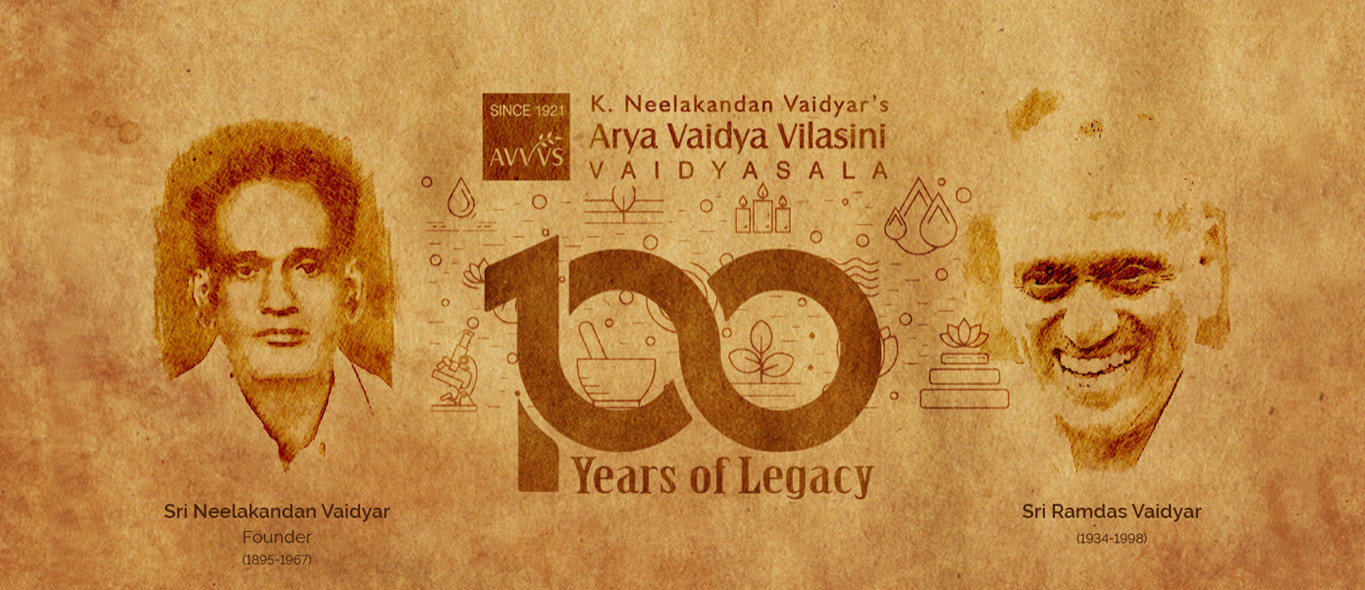 SINCE 1921
AVVVS
K. Neelakandan Vaidyar's
Arya Vaidya Vilasini
VAIDYASALA
100
Years of Legacy
Sri Neelakandan Vaidyar
Founder
(1895-1967)
Sri Ramdas Vaidyar
(1934-1998)